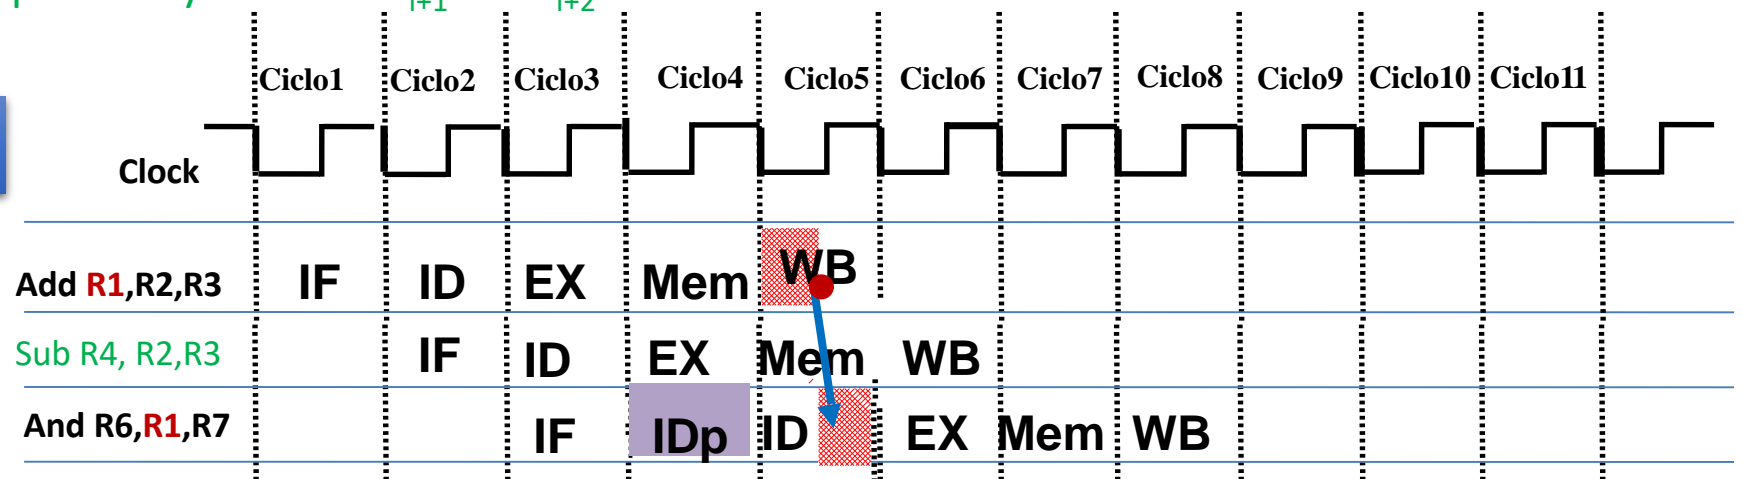 i+1 i+2
Ciclo1 Ciclo2 Ciclo3 Ciclo4 Ciclo5 Ciclo6 Ciclo7 Ciclo8 Ciclo9 Ciclo10 Ciclo11
Clock
Add R1,R2,R3 IF ID EX Mem WB
Sub R4, R2,R3 IF ID EX Mem WB
And R6,R1,R7 IF IDp ID EX Mem WB